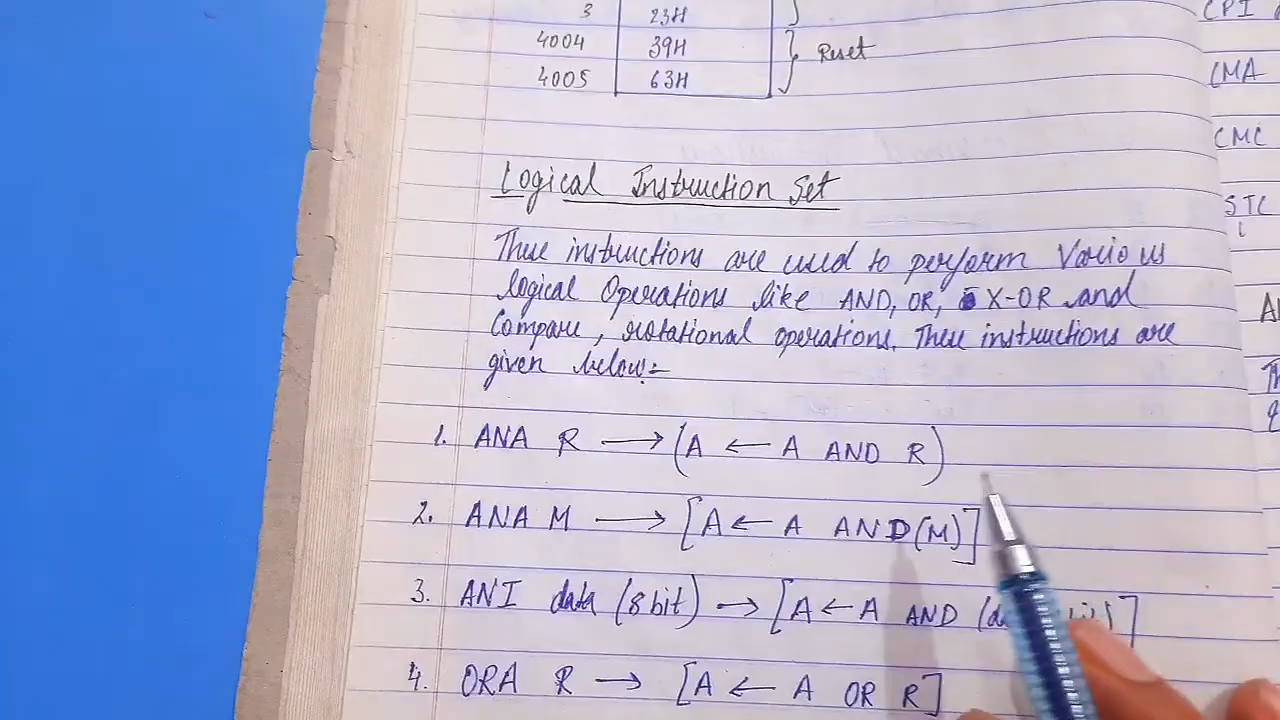 3 23H
4004 39H
4005 63H
Reset
CPI
CMA
CMC
STC
Logical Instruction Set
These instructions are used to perform Various
logical Operations like AND, OR, X-OR and
Compare, rotational operations. These instructions are
given below:-
1. ANA R → (A ← A AND R)
2. ANA M → [A ← A AND (M)]
3. ANI data (8 bit) → [A ← A AND
4. ORA R → [A ← A OR R]